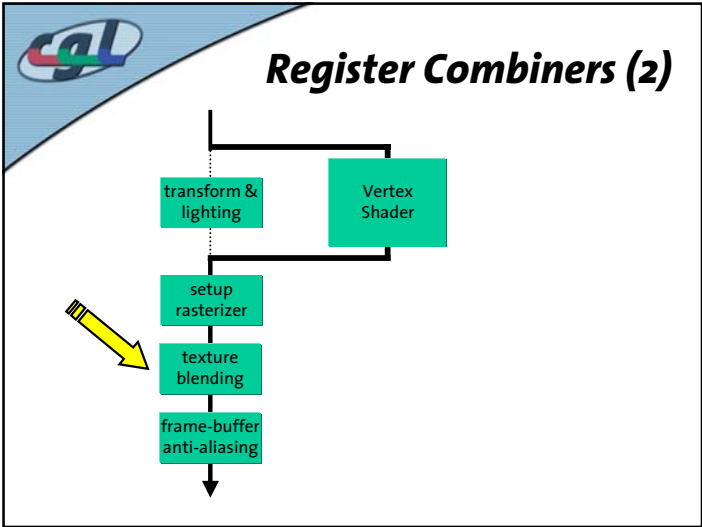 cgl
Register Combiners (2)
transform &
lighting
Vertex
Shader
setup
rasterizer
texture
blending
frame-buffer
anti-aliasing